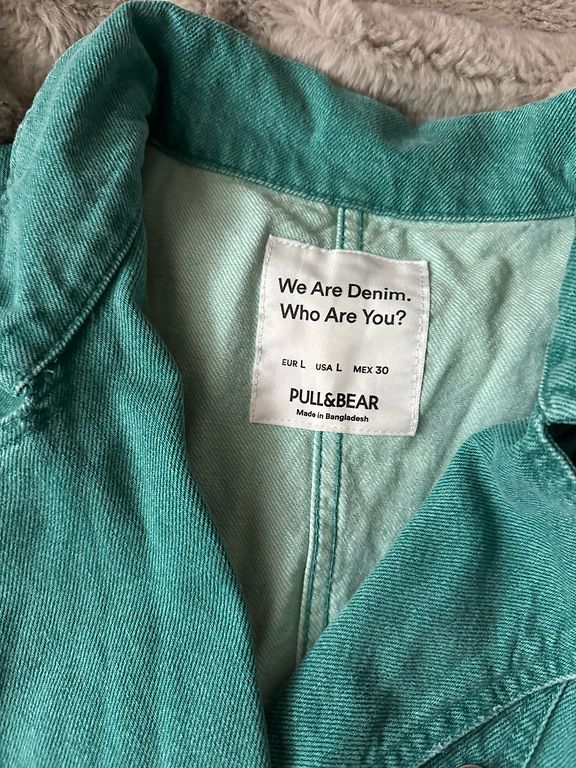 We Are Denim.
Who Are You?
EUR L USA L MEX 30
PULL&BEAR
Made in Bangladesh